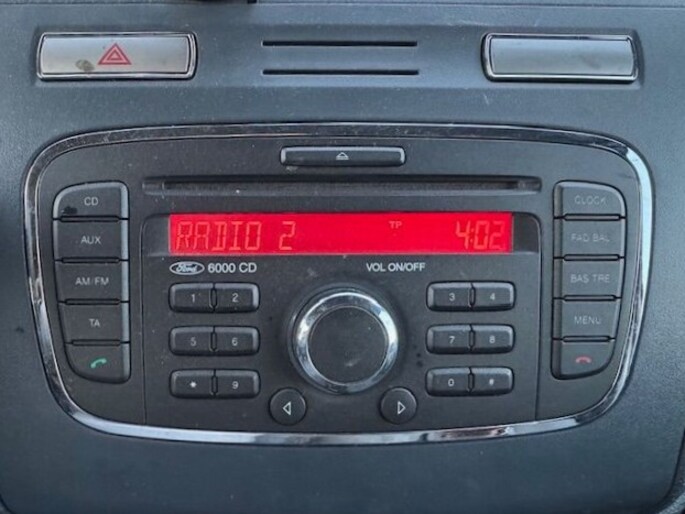 CD
AUX
AM/FM
TA
RADIO 2 TP 4:02
Ford 6000 CD VOL ON/OFF
1 2 3 4
5 6 7 8
* 9 0 #
CLOCK
FAD BAL
BAS TRE
MENU